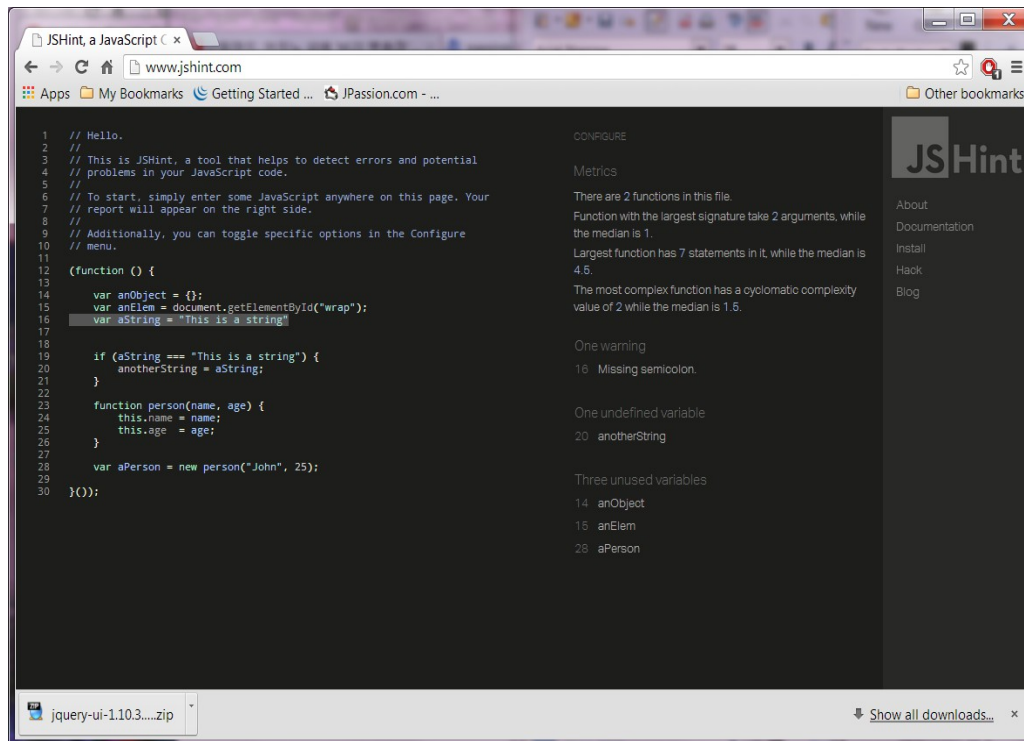 JSHint, a JavaScript C ×
www.jshint.com
Apps My Bookmarks Getting Started ... JPassion.com - ... Other bookmarks
1 // Hello.
2 //
3 // This is JSHint, a tool that helps to detect errors and potential
4 // problems in your JavaScript code.
5 //
6 // To start, simply enter some JavaScript anywhere on this page. Your
7 // report will appear on the right side.
8 //
9 // Additionally, you can toggle specific options in the Configure
10 // menu.
11
12 (function () {
13
14 var anObject = {};
15 var anElem = document.getElementById("wrap");
16 var aString = "This is a string"
17
18
19 if (aString === "This is a string") {
20 anotherString = aString;
21 }
22
23 function person(name, age) {
24 this.name = name;
25 this.age  = age;
26 }
27
28 var aPerson = new person("John", 25);
29
30 }());
CONFIGURE
Metrics
There are 2 functions in this file.
Function with the largest signature take 2 arguments, while
the median is 1.
Largest function has 7 statements in it, while the median is
4.5.
The most complex function has a cyclomatic complexity
value of 2 while the median is 1.5.
One warning
16 Missing semicolon.
One undefined variable
20 anotherString
Three unused variables
14 anObject
15 anElem
28 aPerson
JSHint
About
Documentation
Install
Hack
Blog
jquery-ui-1.10.3.....zip
Show all downloads... ×